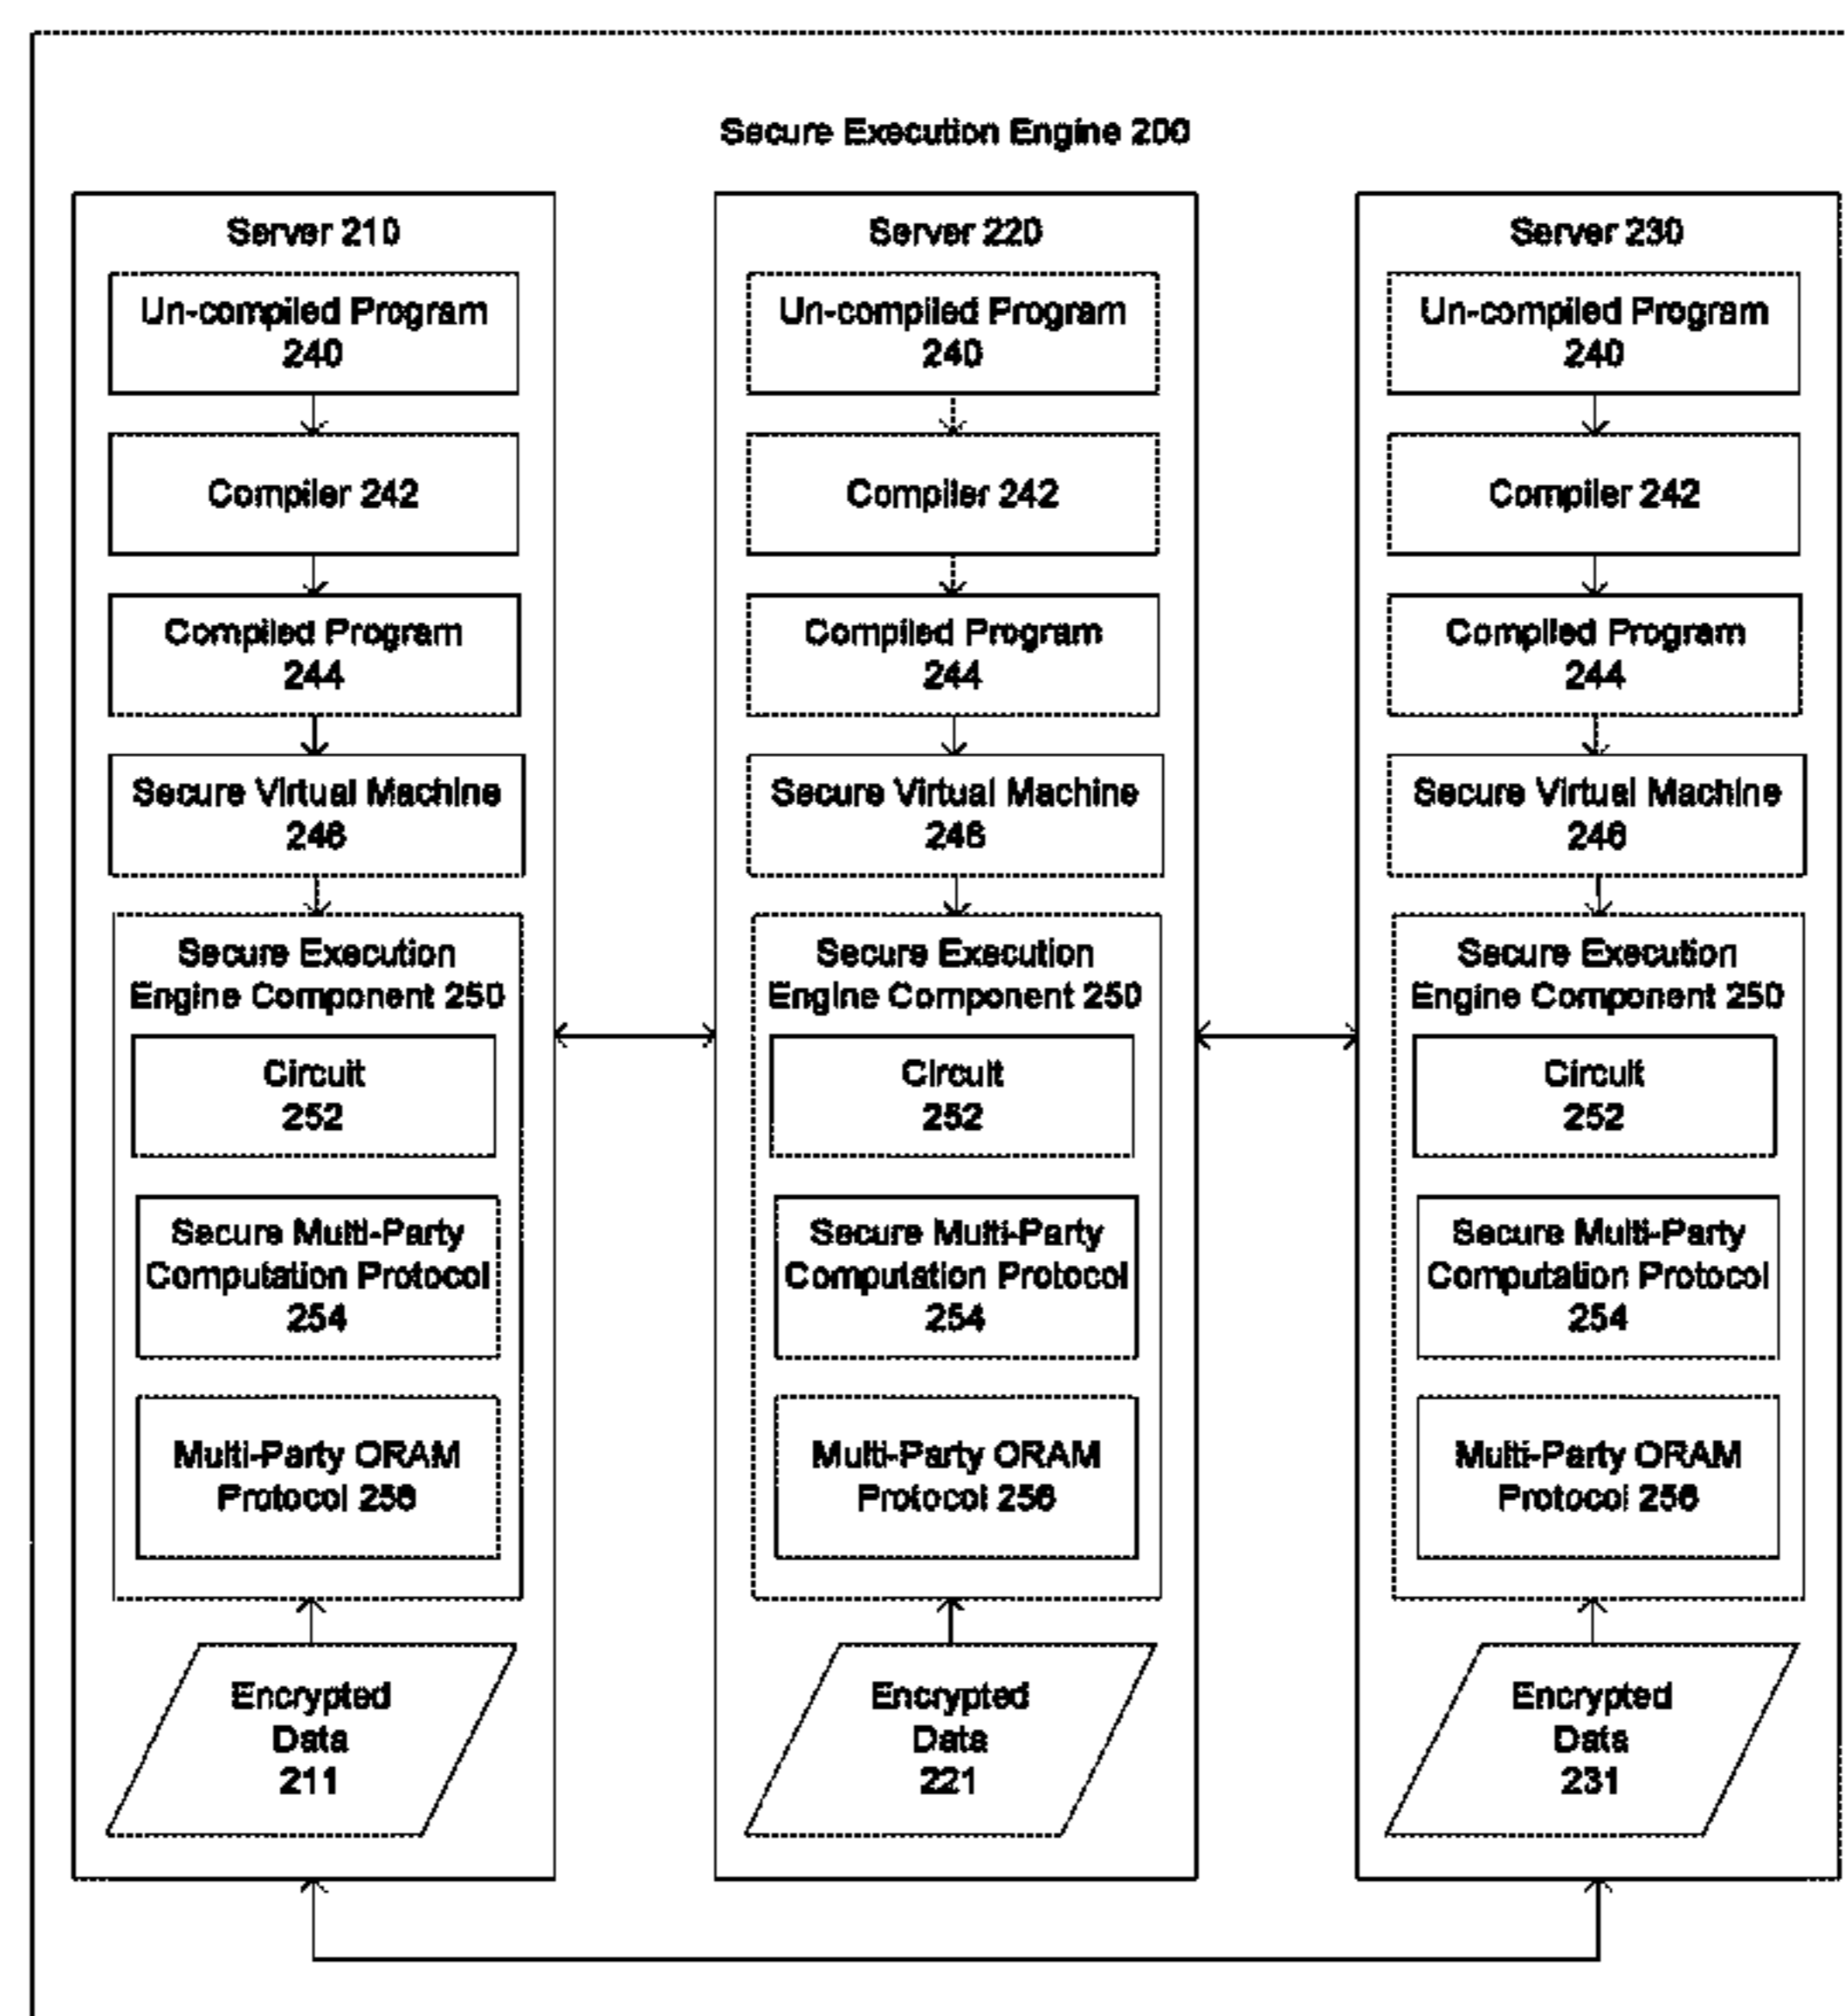 Secure Execution Engine 200
Server 210
Un-compiled Program
240
Compiler 242
Compiled Program
244
Secure Virtual Machine
246
Secure Execution
Engine Component 250
Circuit
252
Secure Multi-Party
Computation Protocol
254
Multi-Party ORAM
Protocol 256
Encrypted
Data
211
Server 220
Un-compiled Program
240
Compiler 242
Compiled Program
244
Secure Virtual Machine
246
Secure Execution
Engine Component 250
Circuit
252
Secure Multi-Party
Computation Protocol
254
Multi-Party ORAM
Protocol 256
Encrypted
Data
221
Server 230
Un-compiled Program
240
Compiler 242
Compiled Program
244
Secure Virtual Machine
246
Secure Execution
Engine Component 250
Circuit
252
Secure Multi-Party
Computation Protocol
254
Multi-Party ORAM
Protocol 256
Encrypted
Data
231